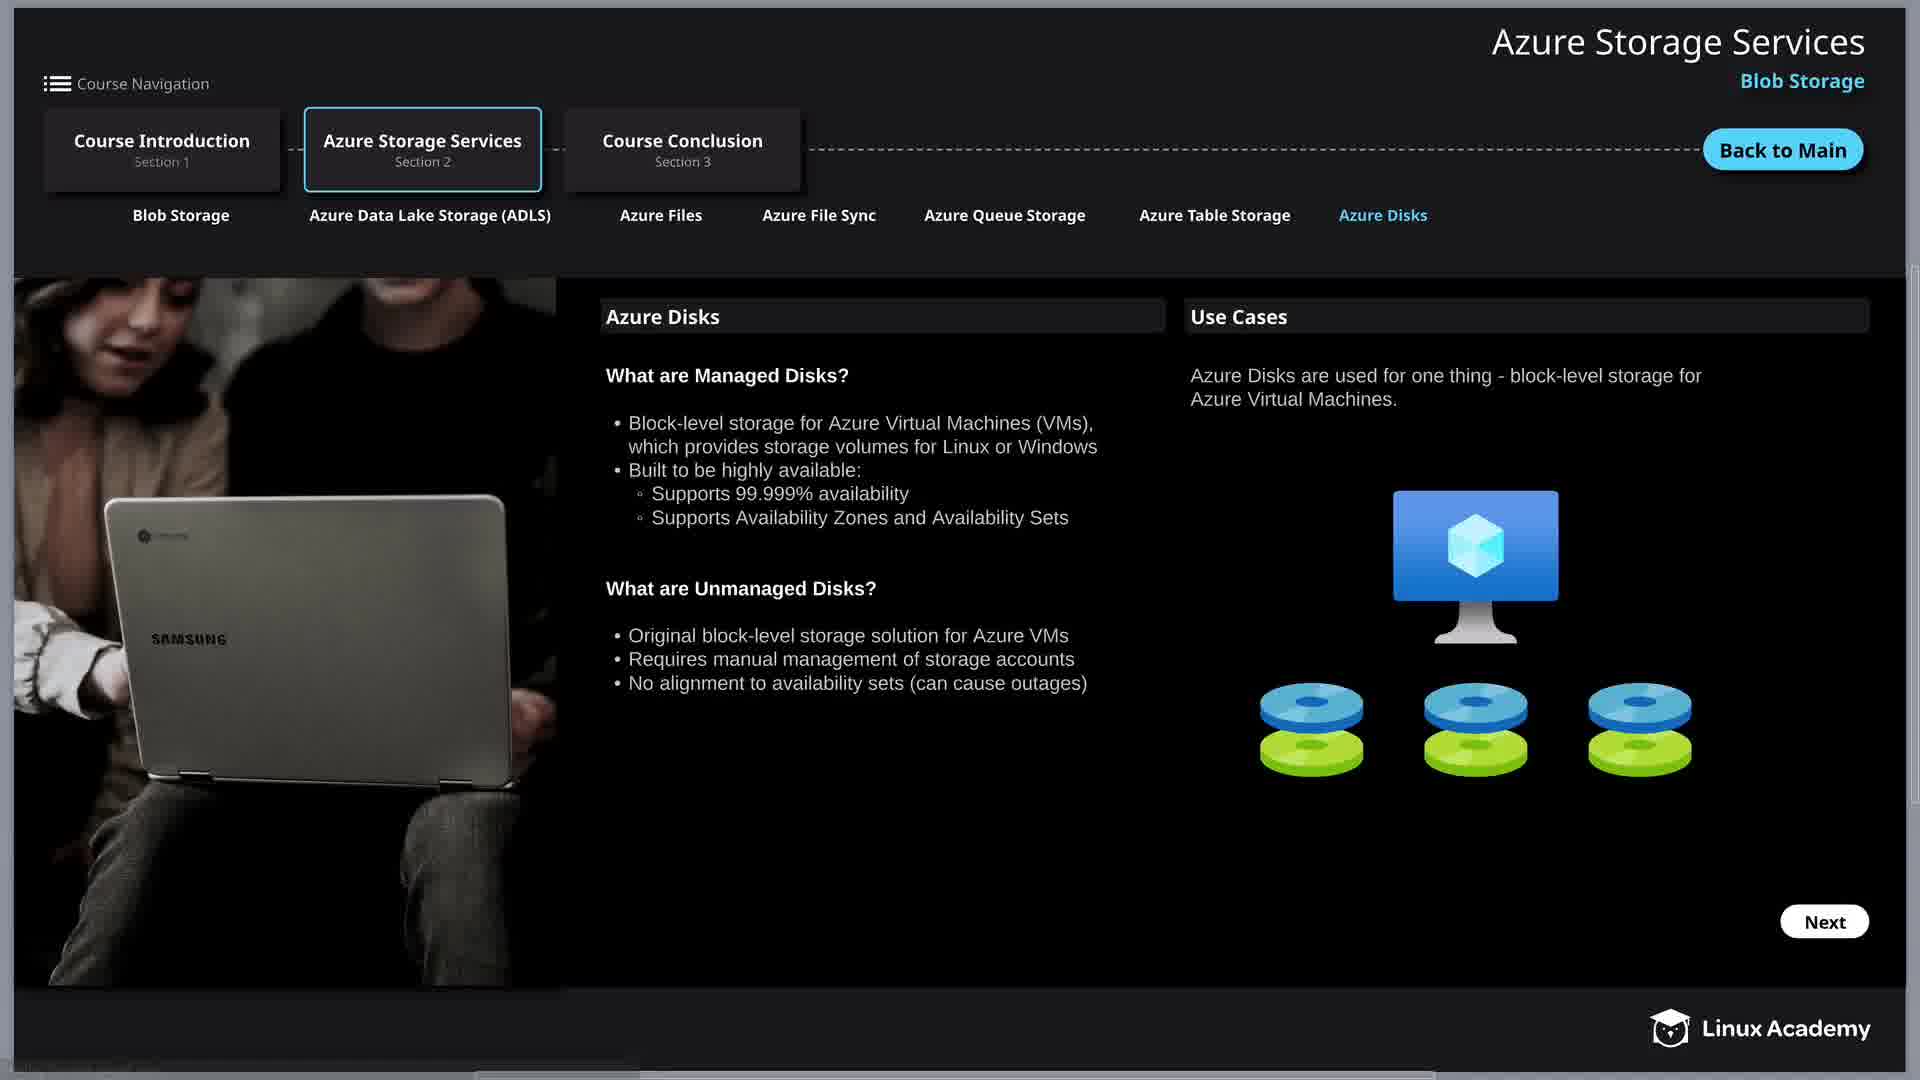 Azure Storage Services
Blob Storage
Course Navigation
Course Introduction
Section 1
Azure Storage Services
Section 2
Course Conclusion
Section 3
Back to Main
Blob Storage
Azure Data Lake Storage (ADLS)
Azure Files
Azure File Sync
Azure Queue Storage
Azure Table Storage
Azure Disks
SAMSUNG
Azure Disks
What are Managed Disks?
• Block-level storage for Azure Virtual Machines (VMs),
which provides storage volumes for Linux or Windows
• Built to be highly available:
◦ Supports 99.999% availability
◦ Supports Availability Zones and Availability Sets
What are Unmanaged Disks?
• Original block-level storage solution for Azure VMs
• Requires manual management of storage accounts
• No alignment to availability sets (can cause outages)
Use Cases
Azure Disks are used for one thing - block-level storage for
Azure Virtual Machines.
Next
Linux Academy